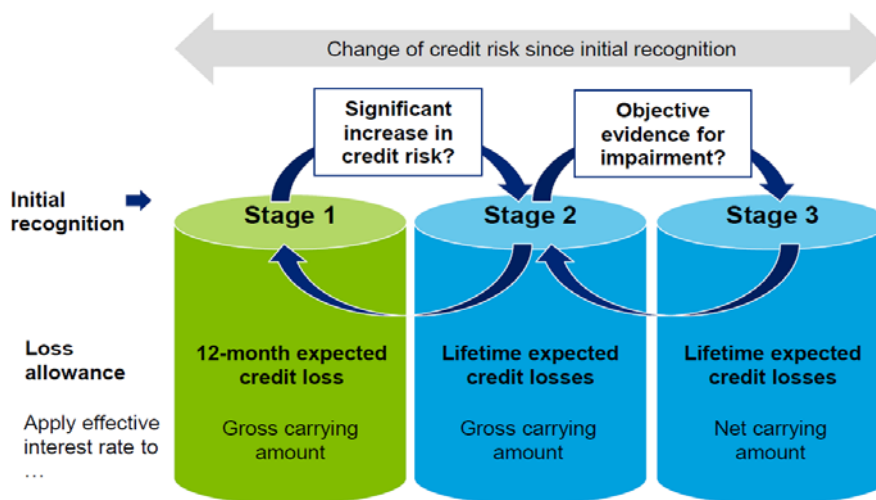 Change of credit risk since initial recognition
Significant
increase in
credit risk?
Objective
evidence for
impairment?
Initial
recognition
Stage 1
Stage 2
Stage 3
Loss
allowance
12-month expected
credit loss
Lifetime expected
credit losses
Lifetime expected
credit losses
Apply effective
interest rate to
…
Gross carrying
amount
Gross carrying
amount
Net carrying
amount